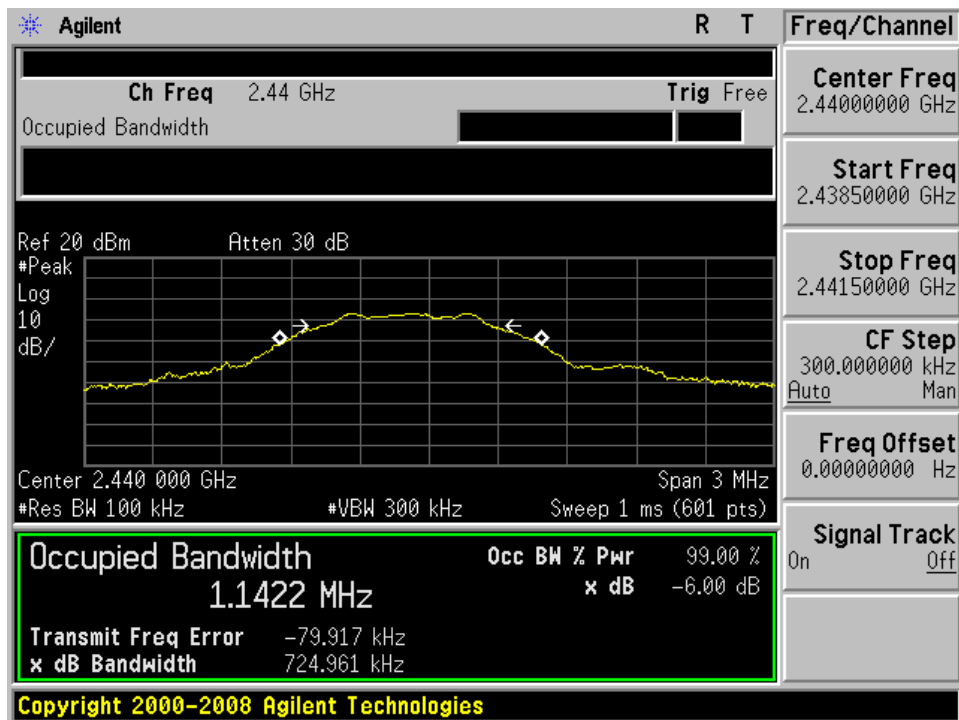 Agilent R T
Freq/Channel
Ch Freq 2.44 GHz Trig Free
Occupied Bandwidth
Center Freq
2.44000000 GHz
Start Freq
2.43850000 GHz
Stop Freq
2.44150000 GHz
CF Step
300.000000 kHz
Auto Man
Freq Offset
0.00000000 Hz
Signal Track
On Off
Ref 20 dBm Atten 30 dB
#Peak
Log
10
dB/
Center 2.440 000 GHz Span 3 MHz
#Res BW 100 kHz #VBW 300 kHz Sweep 1 ms (601 pts)
Occupied Bandwidth
1.1422 MHz
Occ BW % Pwr 99.00 %
x dB -6.00 dB
Transmit Freq Error -79.917 kHz
x dB Bandwidth 724.961 kHz
Copyright 2000-2008 Agilent Technologies